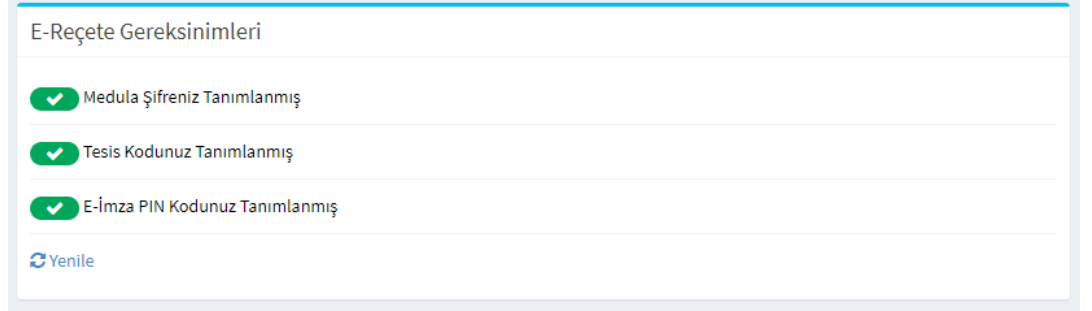 E-Reçete Gereksinimleri
Medula Şifreniz Tanımlanmış
Tesis Kodunuz Tanımlanmış
E-İmza PIN Kodunuz Tanımlanmış
Yenile